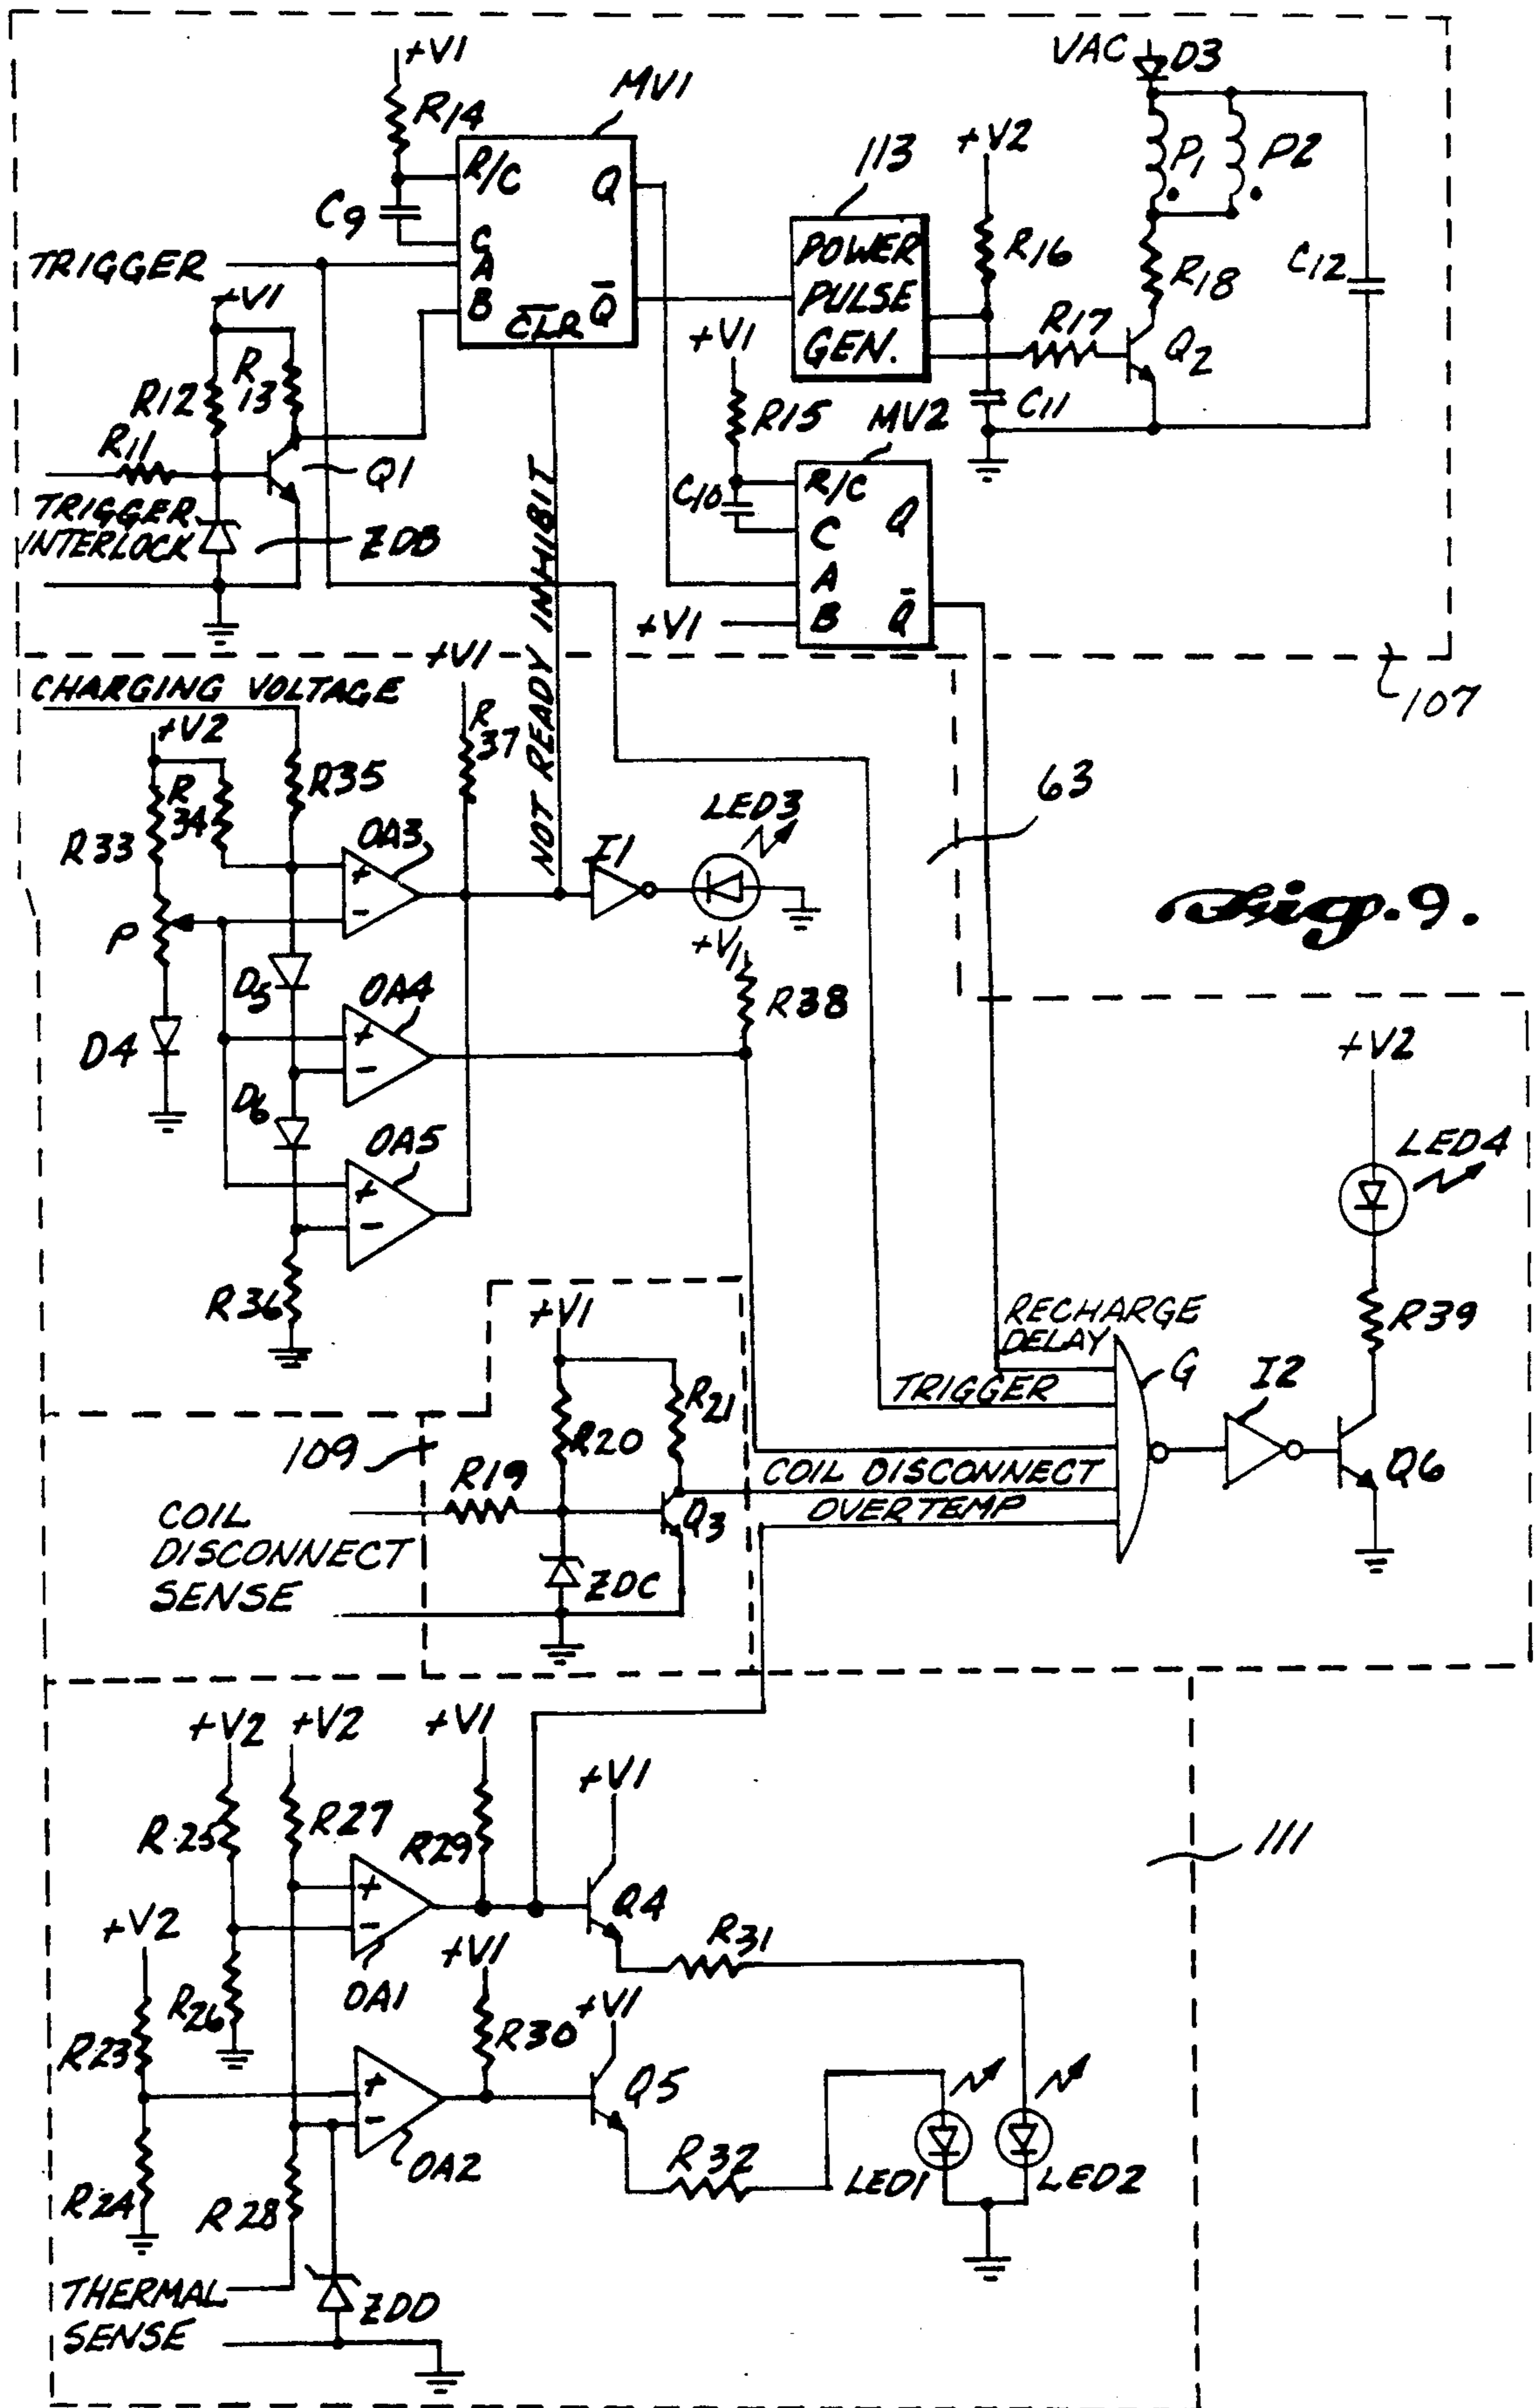 +V1
R14
MV1
VAC
D3
R/C
Q
C9
C
A
B
CLR
Q̅
TRIGGER
+V1
R12
R13
R11
Q1
TRIGGER
INTERLOCK
ZDB
113
POWER
PULSE
GEN.
+V2
R16
R17
C11
P1
P2
R18
C12
Q2
+V1
R15
MV2
C10
R/C
Q
C
A
B
Q̅
+V1
107
NOT READY INHIBIT
CHARGING VOLTAGE
+V1
R37
+V2
R34
R35
R33
OA3
+
-
P
I1
LED3
63
Fig. 9.
D5
OA4
+
-
+V1
R38
D4
D6
OA5
+
-
R36
+V2
LED4
R39
RECHARGE
DELAY
G
I2
TRIGGER
COIL DISCONNECT
OVERTEMP
Q6
+V1
R20
R21
109
R19
Q3
COIL
DISCONNECT
SENSE
ZDC
+V2
+V2
+V1
+V1
R25
R27
R29
111
+
-
Q4
+V2
OA1
R31
R26
+V1
R30
+V1
R23
+
-
Q5
OA2
R24
R28
R32
LED1
LED2
THERMAL
SENSE
ZDD